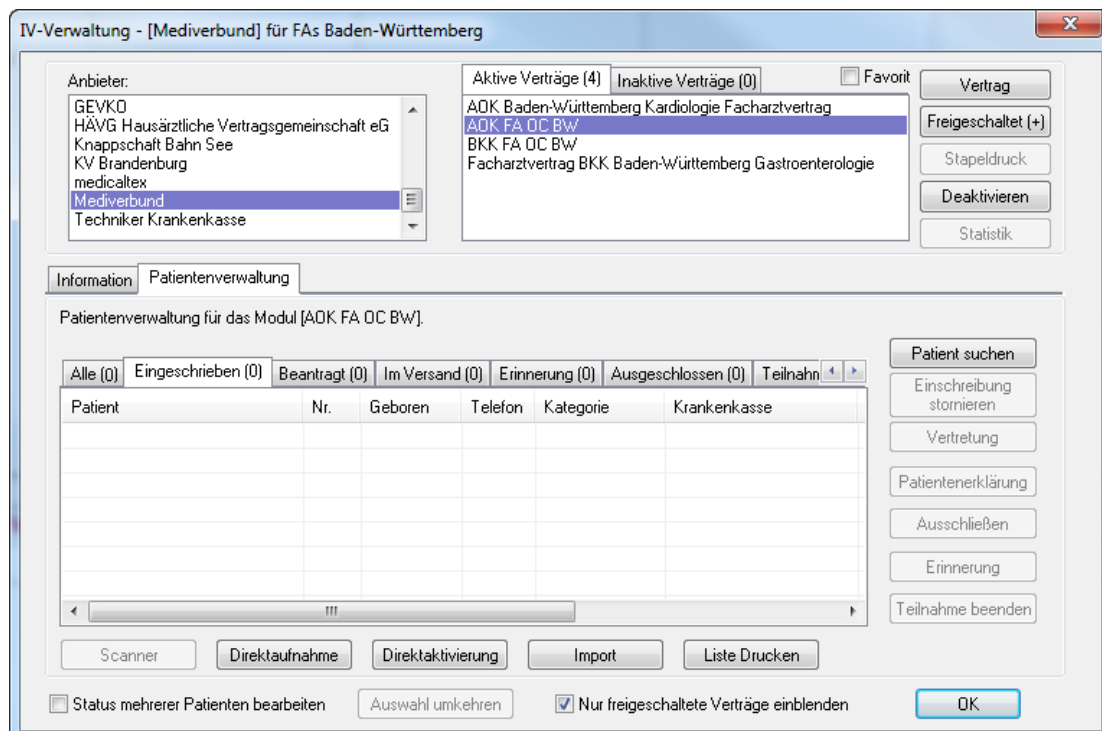 IV-Verwaltung - [Mediverbund] für FAs Baden-Württemberg
Anbieter:
GEVKO
HÄVG Hausärztliche Vertragsgemeinschaft eG
Knappschaft Bahn See
KV Brandenburg
medicaltex
Mediverbund
Techniker Krankenkasse
Aktive Verträge (4) Inaktive Verträge (0) Favorit
AOK Baden-Württemberg Kardiologie Facharztvertrag
AOK FA OC BW
BKK FA OC BW
Facharztvertrag BKK Baden-Württemberg Gastroenterologie
Vertrag
Freigeschaltet (+)
Stapeldruck
Deaktivieren
Statistik
Information Patientenverwaltung
Patientenverwaltung für das Modul [AOK FA OC BW].
Alle (0) Eingeschrieben (0) Beantragt (0) Im Versand (0) Erinnerung (0) Ausgeschlossen (0) Teilnahm
Patient Nr. Geboren Telefon Kategorie Krankenkasse
Patient suchen
Einschreibung
stornieren
Vertretung
Patientenerklärung
Ausschließen
Erinnerung
Teilnahme beenden
Scanner Direktaufnahme Direktaktivierung Import Liste Drucken
Status mehrerer Patienten bearbeiten Auswahl umkehren Nur freigeschaltete Verträge einblenden OK